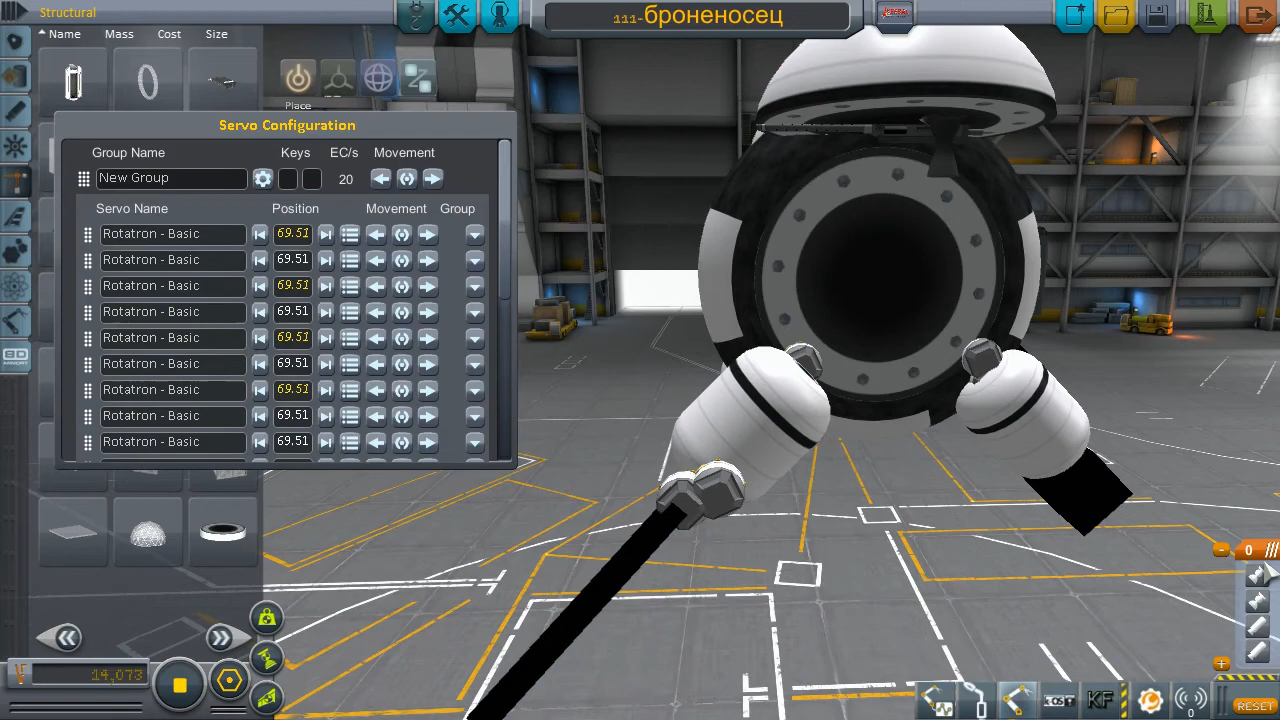 Structural
111-броненосец
Name Mass Cost Size
Place
Servo Configuration
Group Name Keys EC/s Movement
New Group 20
Servo Name Position Movement Group
Rotatron - Basic 69.51
Rotatron - Basic 69.51
Rotatron - Basic 69.51
Rotatron - Basic 69.51
Rotatron - Basic 69.51
Rotatron - Basic 69.51
Rotatron - Basic 69.51
Rotatron - Basic 69.51
Rotatron - Basic 69.51
0
14,073
KF
RESET